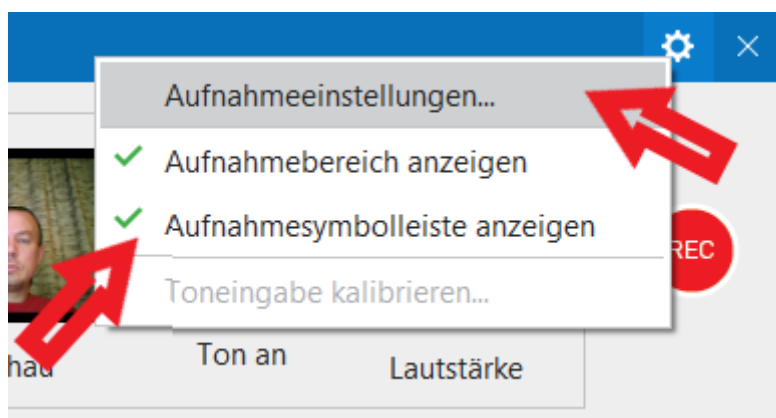 Aufnahmeeinstellungen...
Aufnahmebereich anzeigen
Aufnahmesymbolleiste anzeigen
REC
Toneingabe kalibrieren...
Ton an
Lautstärke